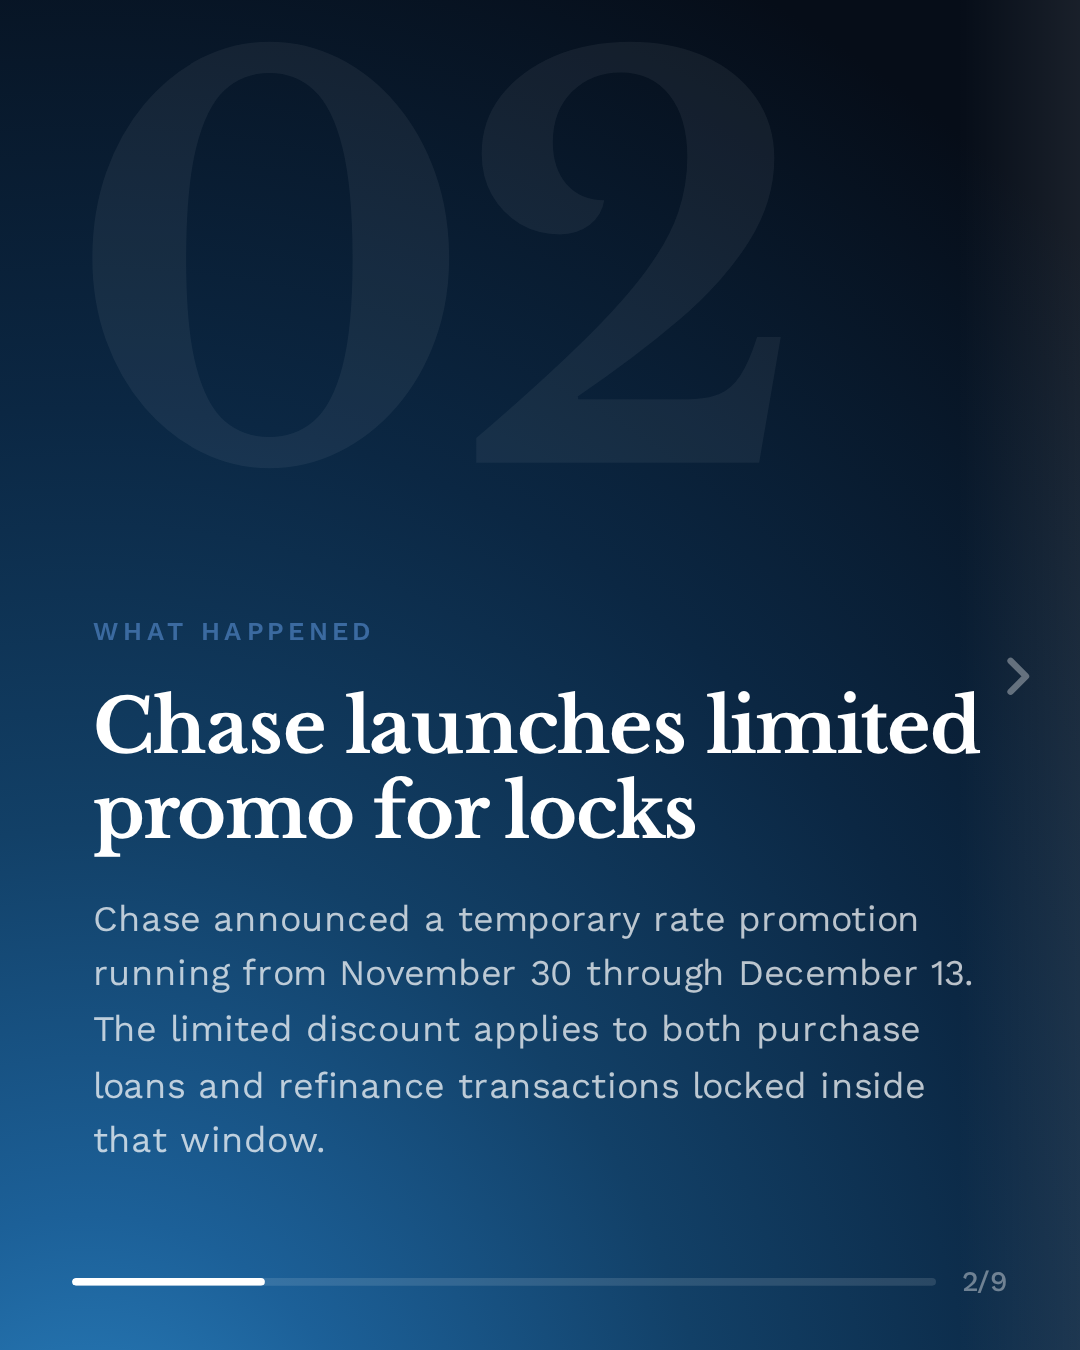 02
WHAT HAPPENED
Chase launches limited
promo for locks
Chase announced a temporary rate promotion
running from November 30 through December 13.
The limited discount applies to both purchase
loans and refinance transactions locked inside
that window.
2/9